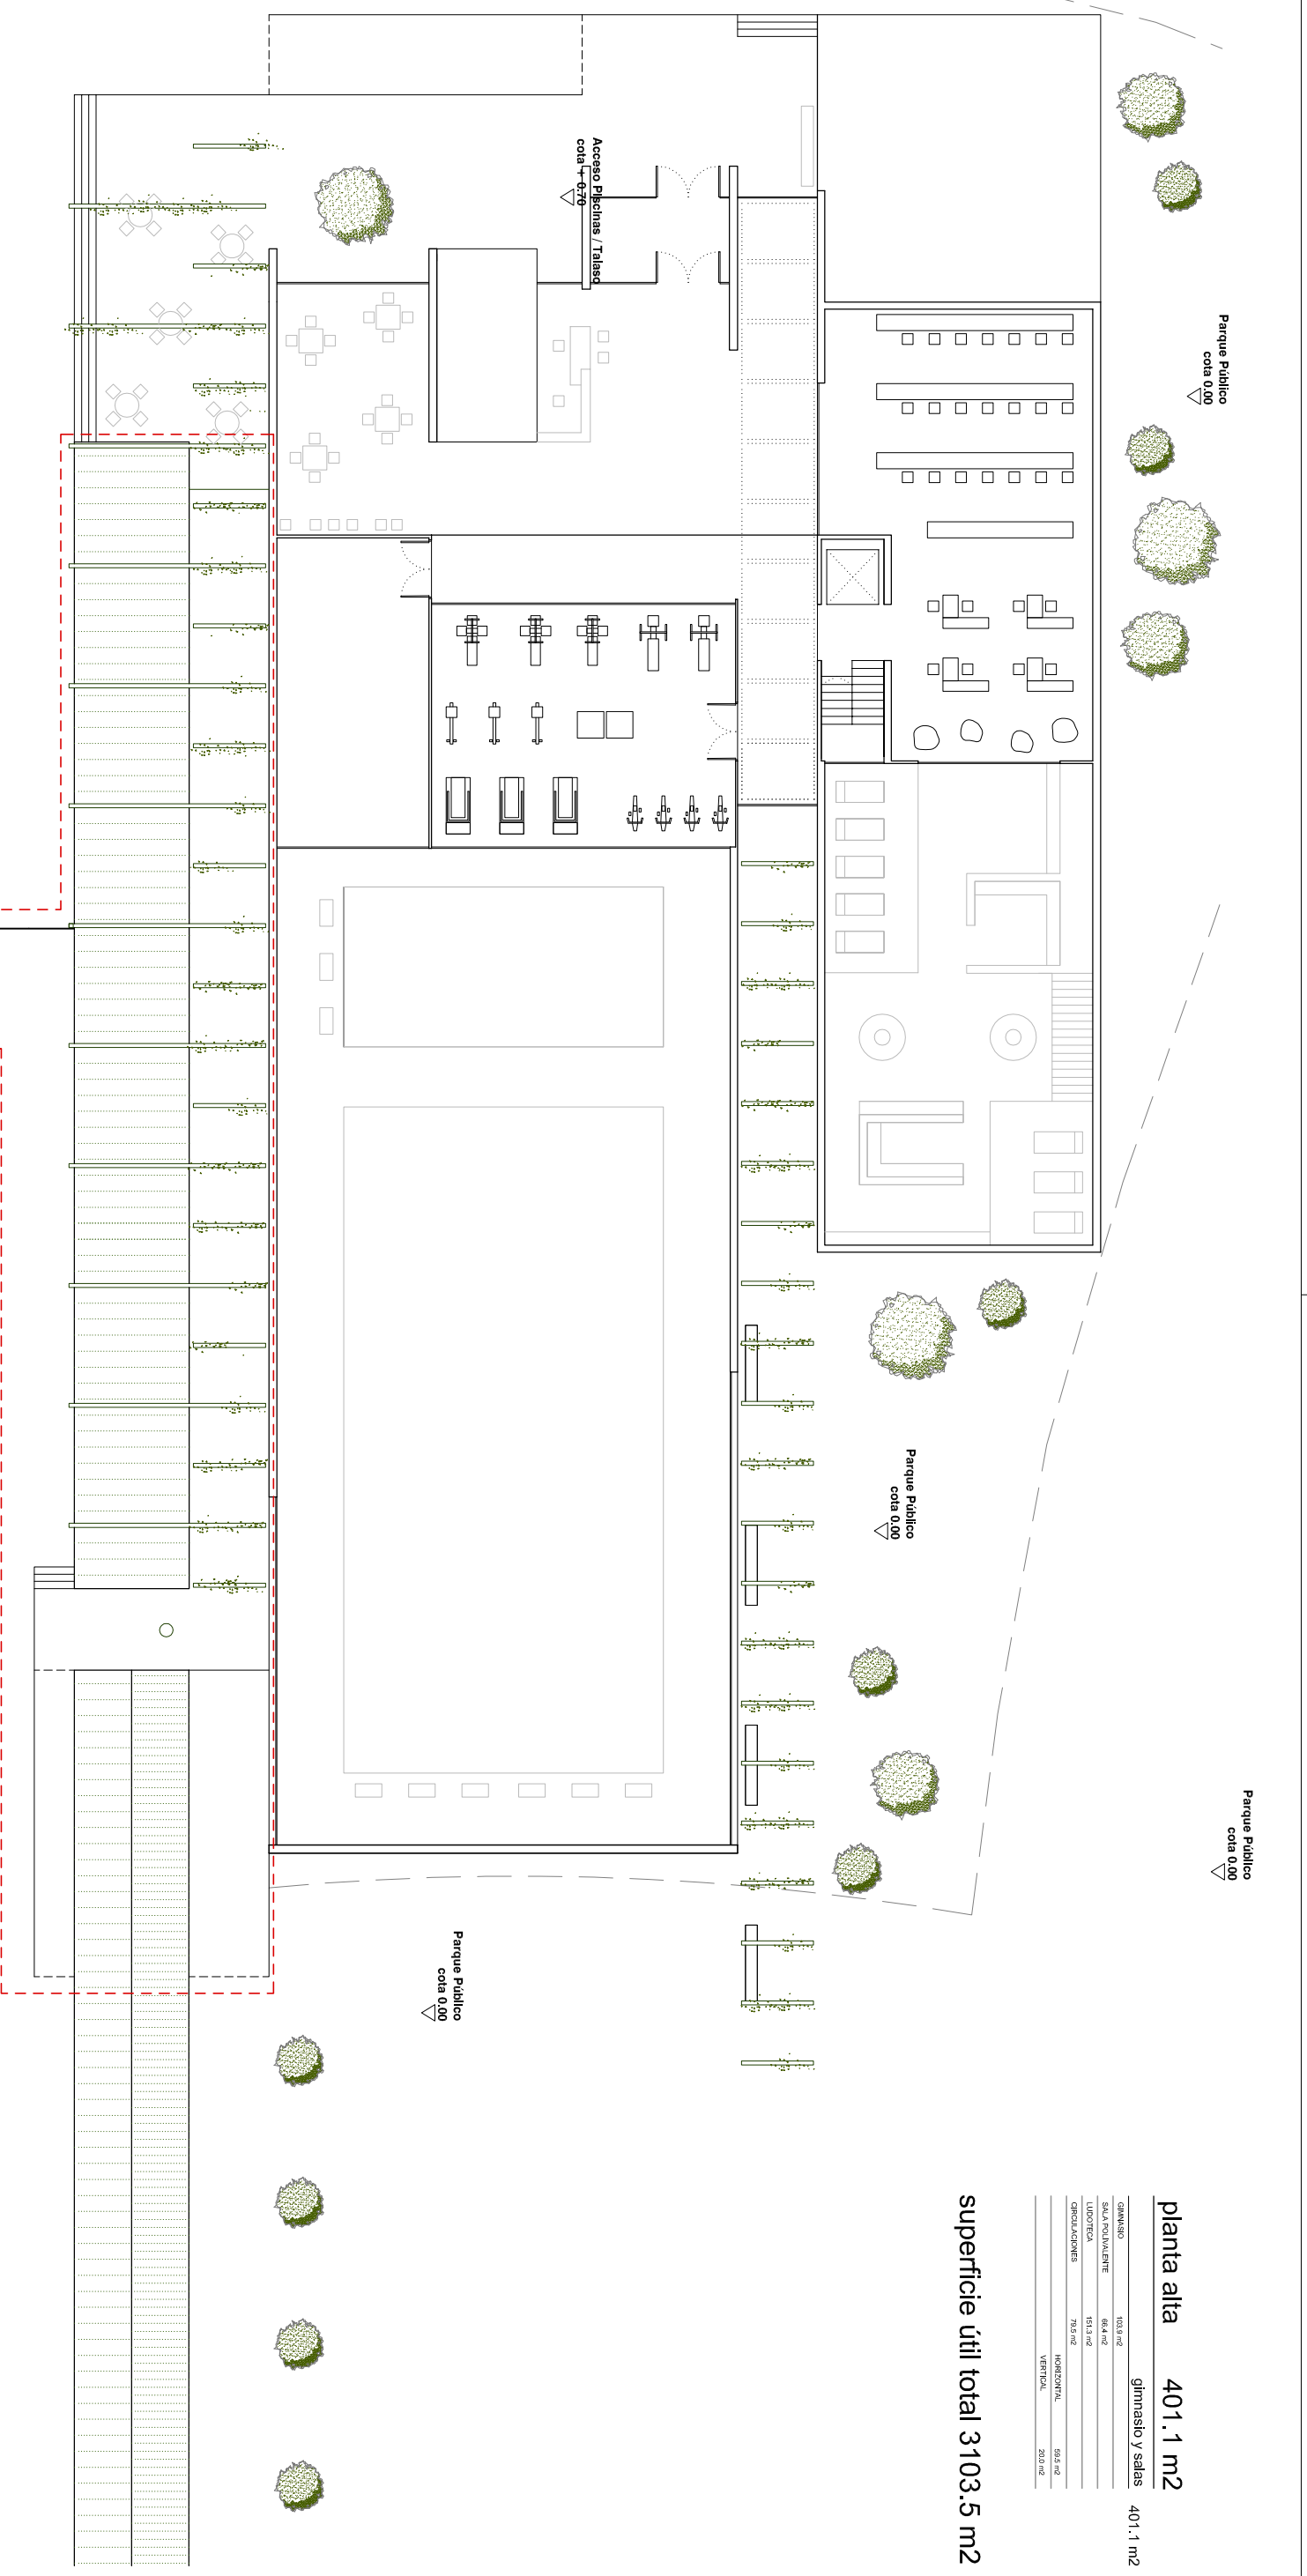 Acceso Piscinas / Talaso
cota + 0.70
Parque Público
cota 0.00
Parque Público
cota 0.00
Parque Público
cota 0.00
Parque Público
cota 0.00
planta alta 401.1 m2
gimnasio y salas 401.1 m2
GIMNASIO 103.9 m2
SALA POLIVALENTE 66.4 m2
LUDOTECA 151.3 m2
CIRCULACIONES 79.5 m2
HORIZONTAL 59.5 m2
VERTICAL 20.0 m2
superficie útil total 3103.5 m2